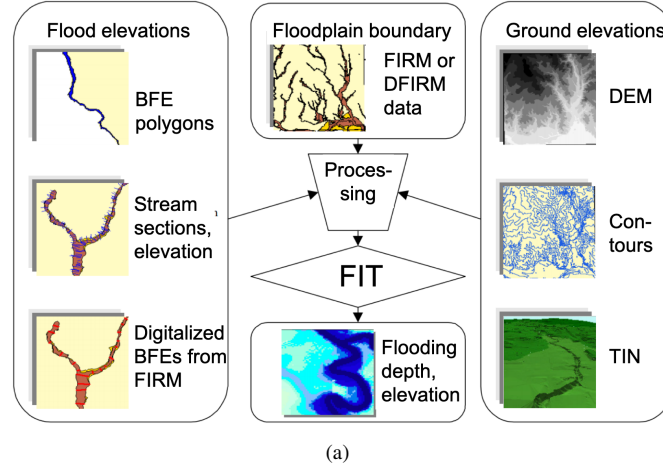 Flood elevations
BFE
polygons
Stream
sections,
elevation
Digitalized
BFEs from
FIRM
Floodplain boundary
FIRM or
DFIRM
data
Proces-
sing
FIT
Flooding
depth,
elevation
Ground elevations
DEM
Con-
tours
TIN
(a)